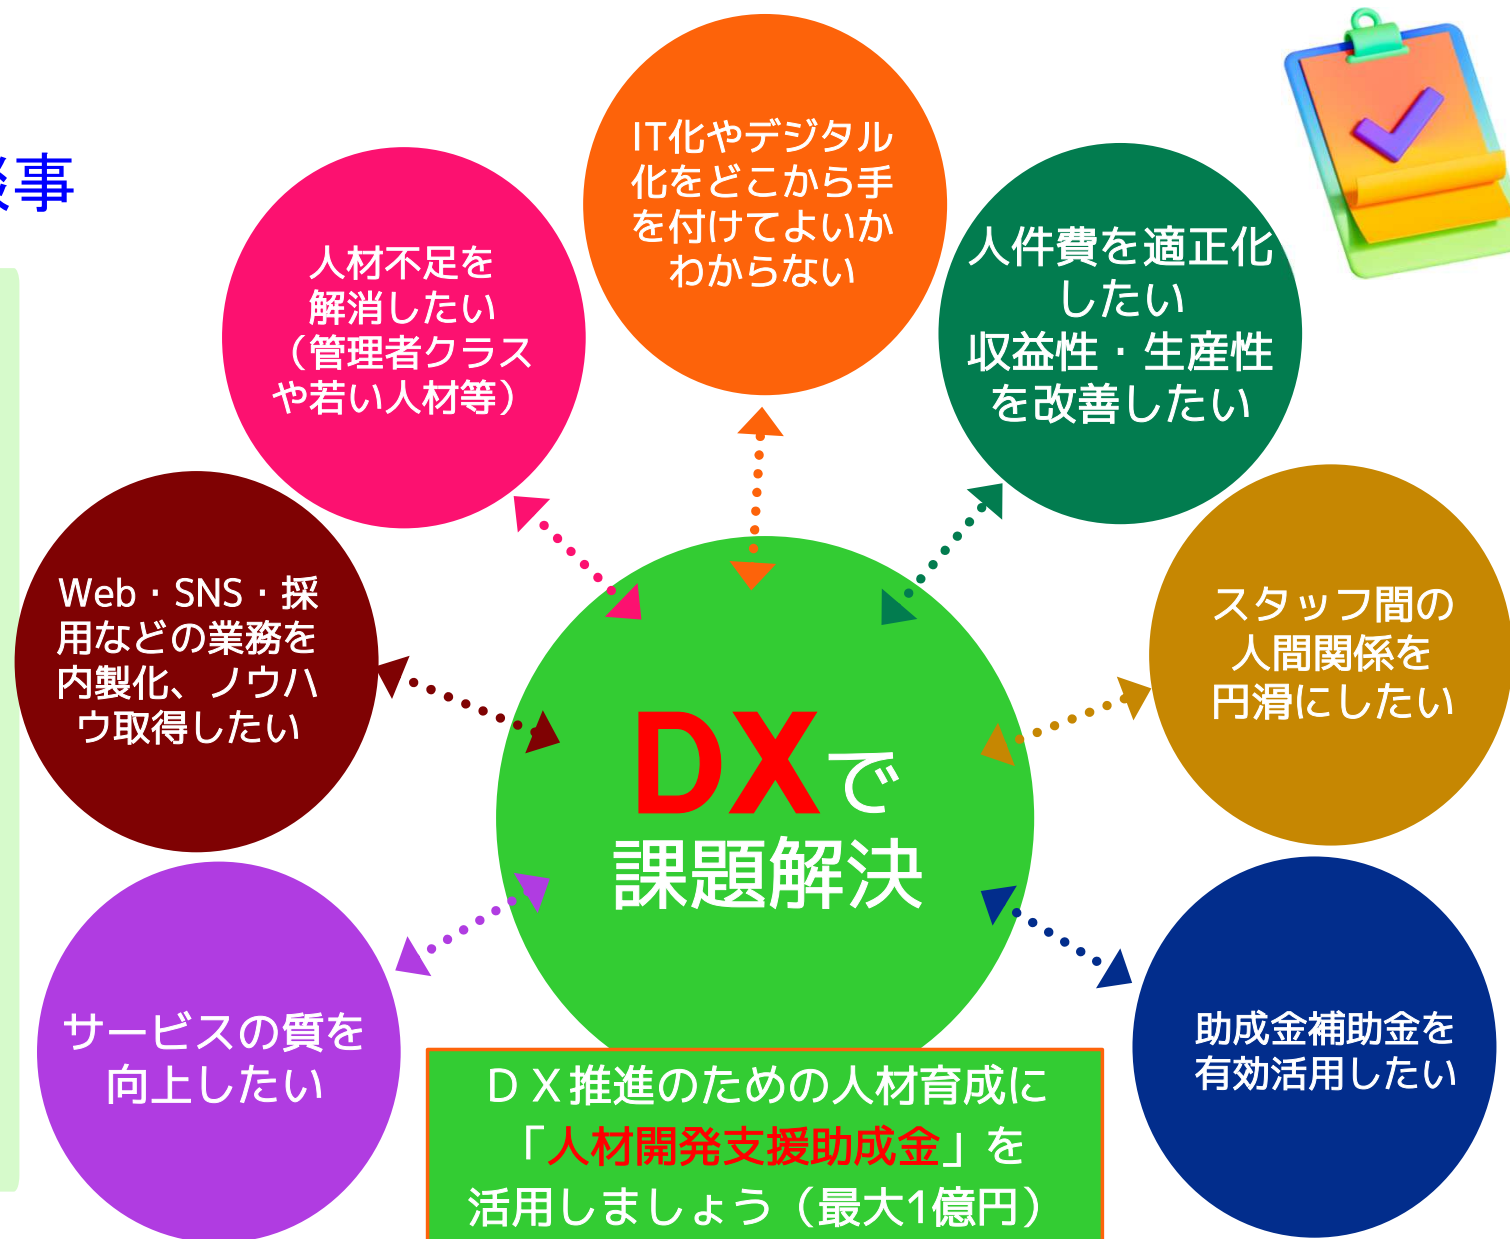 談事
IT化やデジタル
化をどこから手
を付けてよいか
わからない
人材不足を
解消したい
（管理者クラス
や若い人材等）
人件費を適正化
したい
収益性・生産性
を改善したい
Web・SNS・採
用などの業務を
内製化、ノウハ
ウ取得したい
スタッフ間の
人間関係を
円滑にしたい
DXで
課題解決
サービスの質を
向上したい
助成金補助金を
有効活用したい
ＤＸ推進のための人材育成に
「人材開発支援助成金」を
活用しましょう（最大1億円）